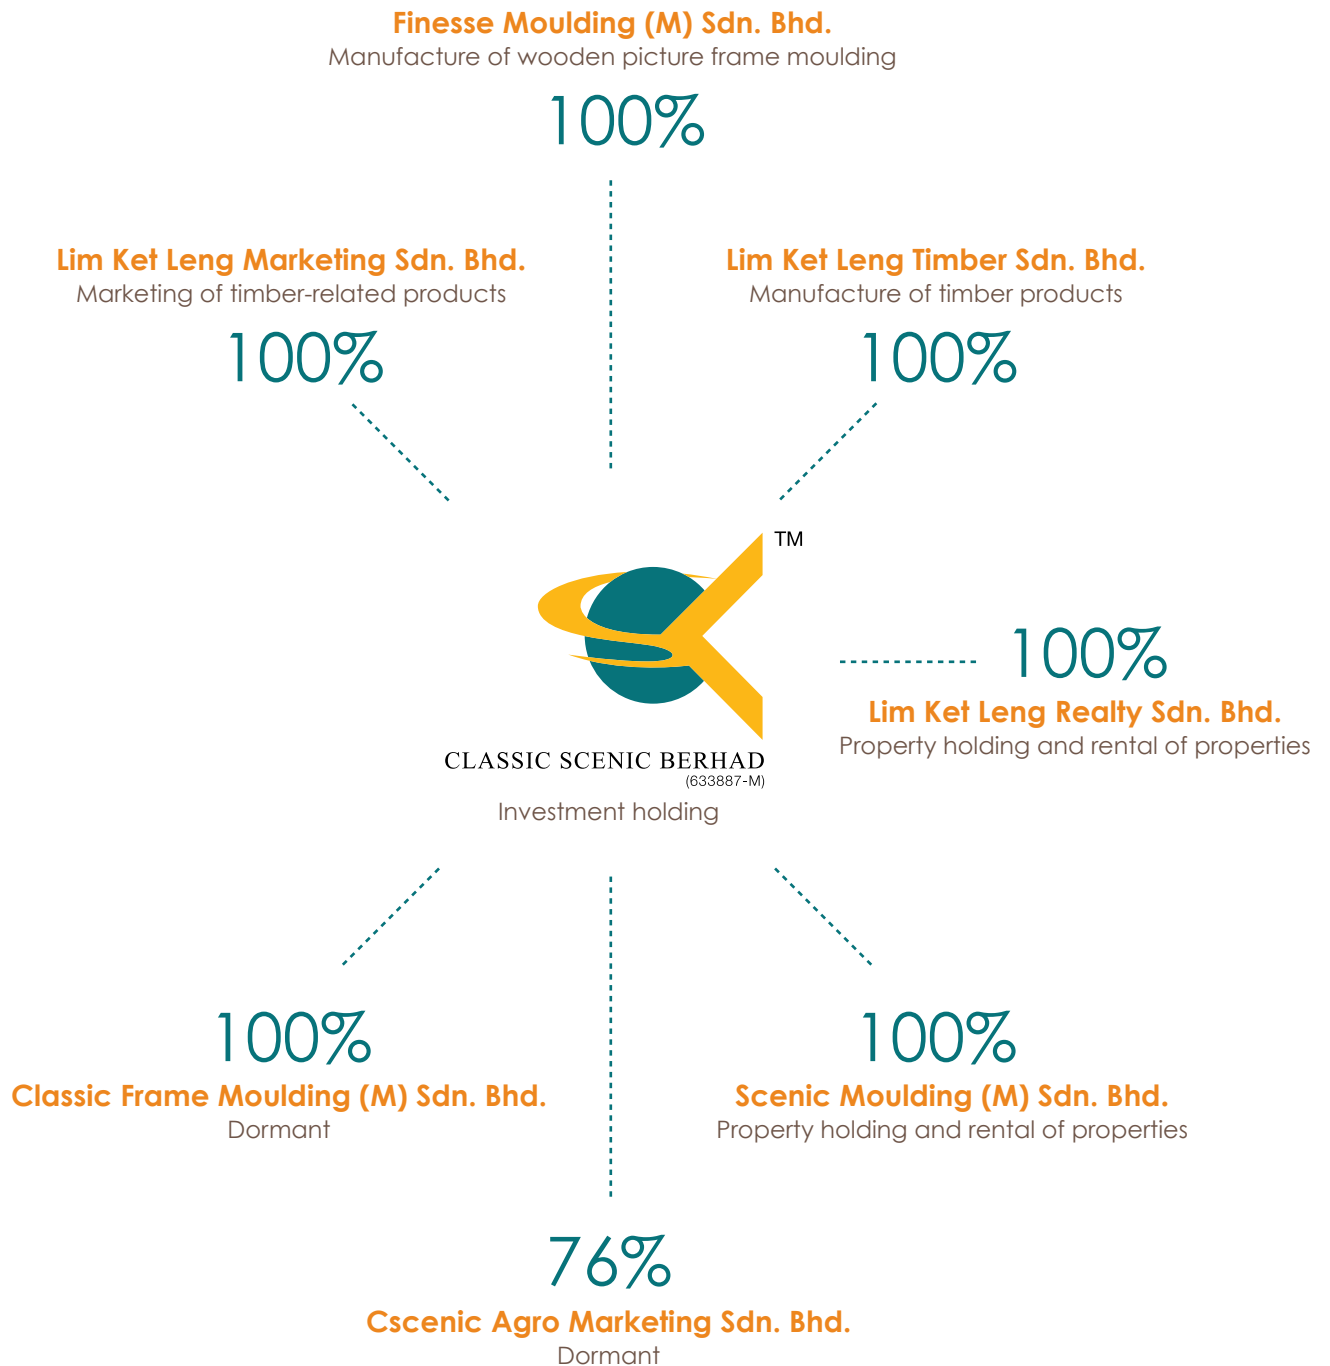 Finesse Moulding (M) Sdn. Bhd.
Manufacture of wooden picture frame moulding
100%
Lim Ket Leng Marketing Sdn. Bhd.
Marketing of timber-related products
100%
Lim Ket Leng Timber Sdn. Bhd.
Manufacture of timber products
100%
TM
CLASSIC SCENIC BERHAD
(633887-M)
Investment holding
100%
Lim Ket Leng Realty Sdn. Bhd.
Property holding and rental of properties
100%
Classic Frame Moulding (M) Sdn. Bhd.
Dormant
100%
Scenic Moulding (M) Sdn. Bhd.
Property holding and rental of properties
76%
Cscenic Agro Marketing Sdn. Bhd.
Dormant